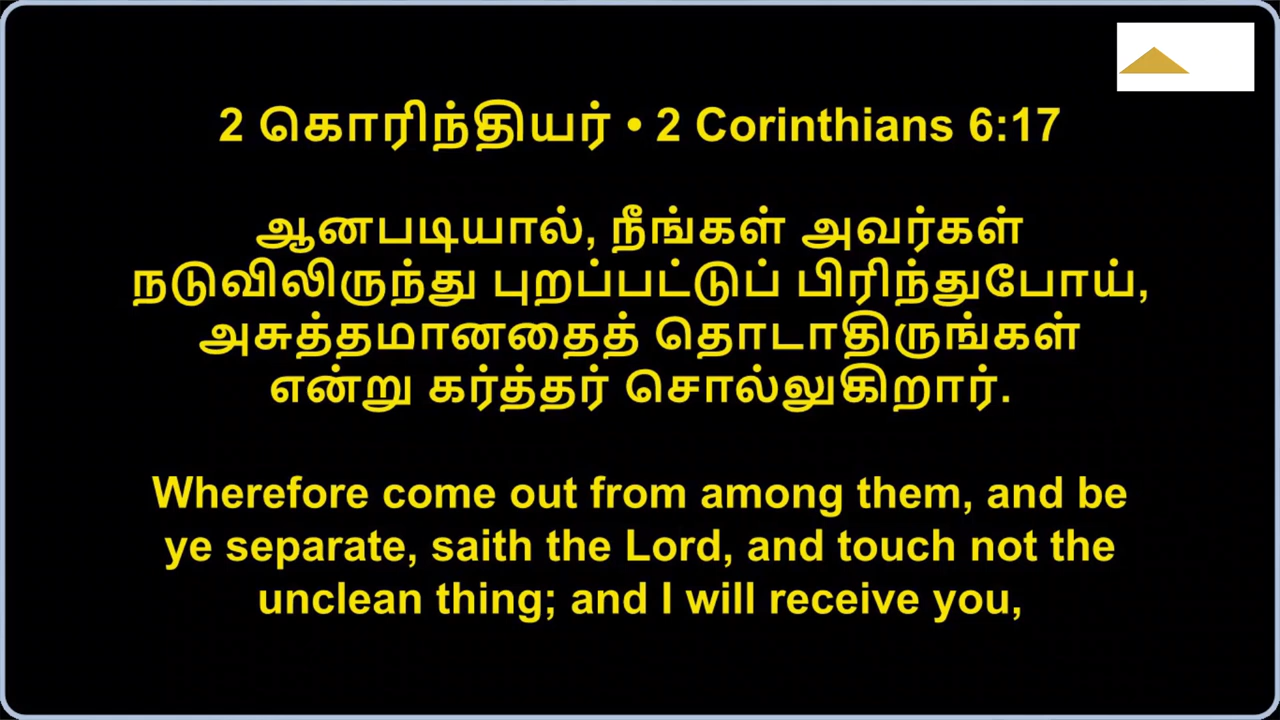 2 கொரிந்தியர் • 2 Corinthians 6:17
ஆனபடியால், நீங்கள் அவர்கள்
நடுவிலிருந்து புறப்பட்டுப் பிரிந்துபோய்,
அசுத்தமானதைத் தொடாதிருங்கள்
என்று கர்த்தர் சொல்லுகிறார்.
Wherefore come out from among them, and be
ye separate, saith the Lord, and touch not the
unclean thing; and I will receive you,